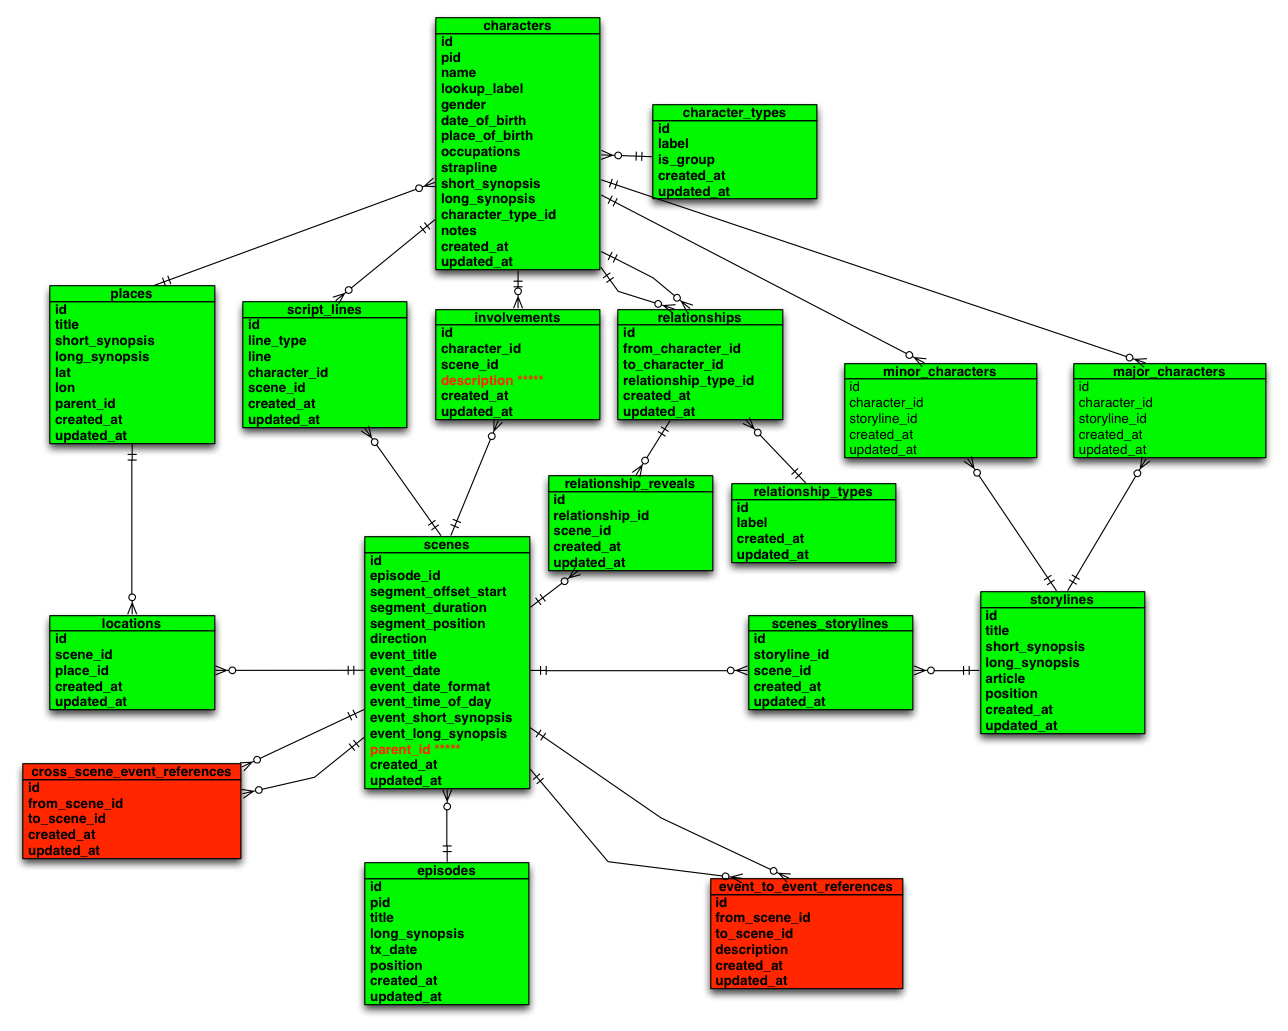 characters
id
pid
name
lookup_label
gender
date_of_birth
place_of_birth
occupations
strapline
short_synopsis
long_synopsis
character_type_id
notes
created_at
updated_at
character_types
id
label
is_group
created_at
updated_at
places
id
title
short_synopsis
long_synopsis
lat
lon
parent_id
created_at
updated_at
script_lines
id
line_type
line
character_id
scene_id
created_at
updated_at
involvements
id
character_id
scene_id
description *****
created_at
updated_at
relationships
id
from_character_id
to_character_id
relationship_type_id
created_at
updated_at
minor_characters
id
character_id
storyline_id
created_at
updated_at
major_characters
id
character_id
storyline_id
created_at
updated_at
relationship_reveals
id
relationship_id
scene_id
created_at
updated_at
relationship_types
id
label
created_at
updated_at
scenes
id
episode_id
segment_offset_start
segment_duration
segment_position
direction
event_title
event_date
event_date_format
event_time_of_day
event_short_synopsis
event_long_synopsis
parent_id *****
created_at
updated_at
locations
id
scene_id
place_id
created_at
updated_at
scenes_storylines
id
storyline_id
scene_id
created_at
updated_at
storylines
id
title
short_synopsis
long_synopsis
article
position
created_at
updated_at
cross_scene_event_references
id
from_scene_id
to_scene_id
created_at
updated_at
episodes
id
pid
title
long_synopsis
tx_date
position
created_at
updated_at
event_to_event_references
id
from_scene_id
to_scene_id
description
created_at
updated_at